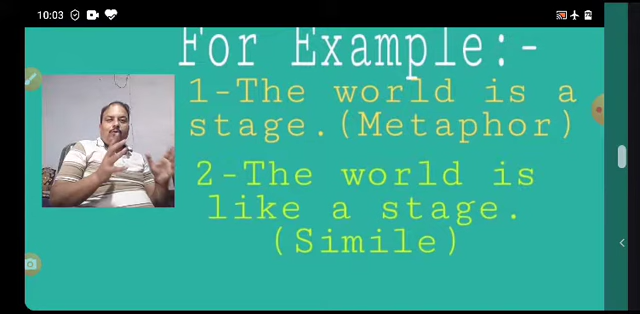 10:03
For Example:-
1-The world is a
stage.(Metaphor)
2-The world is
like a stage.
(Simile)